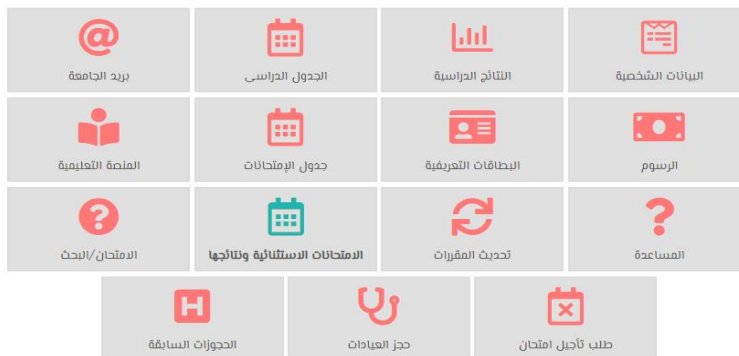 البيانات الشخصية
النتائج الدراسية
الجدول الدراسى
بريد الجامعة
الرسوم
البطاقات التعريفية
جدول الإمتحانات
المنصة التعليمية
المساعدة
تحديث المقررات
الامتحانات الاستثنائية ونتائجها
الامتحان/البحث
طلب تأجيل امتحان
حجز العيادات
الحجوزات السابقة